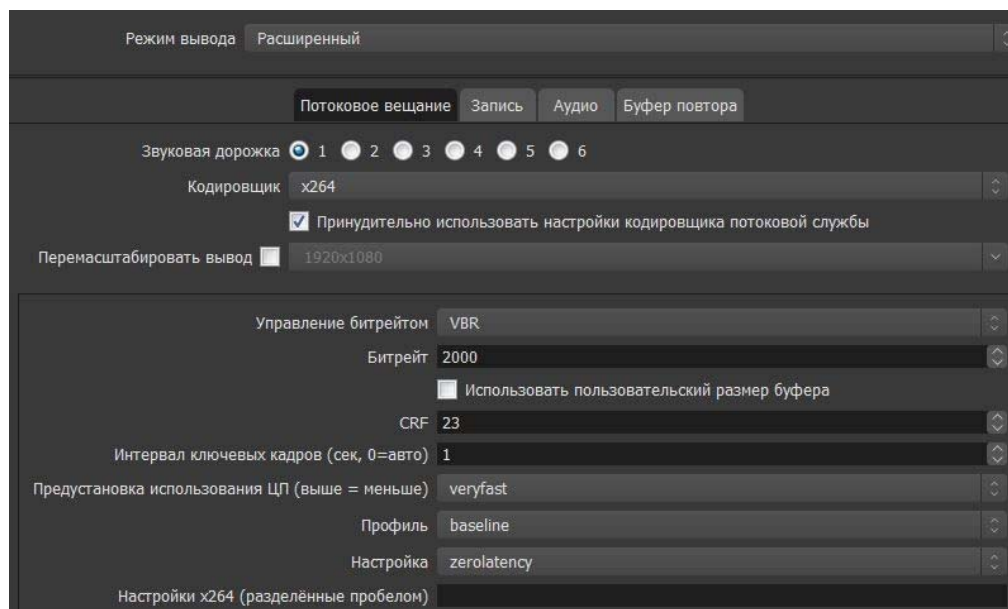 Режим вывода Расширенный
Потоковое вещание Запись Аудио Буфер повтора
Звуковая дорожка 1 2 3 4 5 6
Кодировщик x264
Принудительно использовать настройки кодировщика потоковой службы
Перемасштабировать вывод 1920x1080
Управление битрейтом VBR
Битрейт 2000
Использовать пользовательский размер буфера
CRF 23
Интервал ключевых кадров (сек, 0=авто) 1
Предустановка использования ЦП (выше = меньше) veryfast
Профиль baseline
Настройка zerolatency
Настройки x264 (разделённые пробелом)